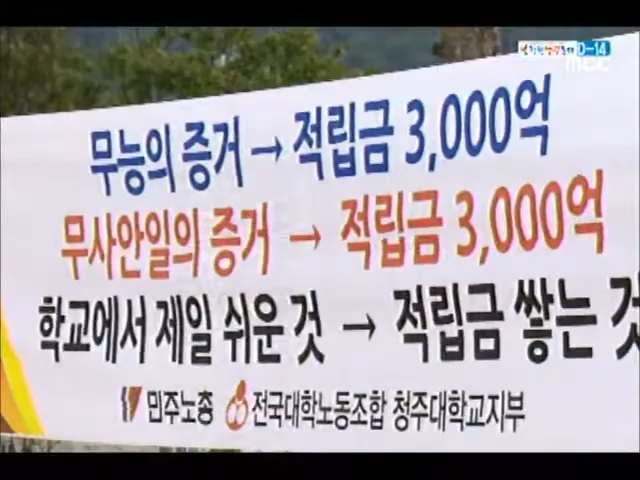 D-14
mbc
무능의 증거 → 적립금 3,000억
무사안일의 증거 → 적립금 3,000억
학교에서 제일 쉬운 것 → 적립금 쌓는 것
민주노총 전국대학노동조합 청주대학교지부